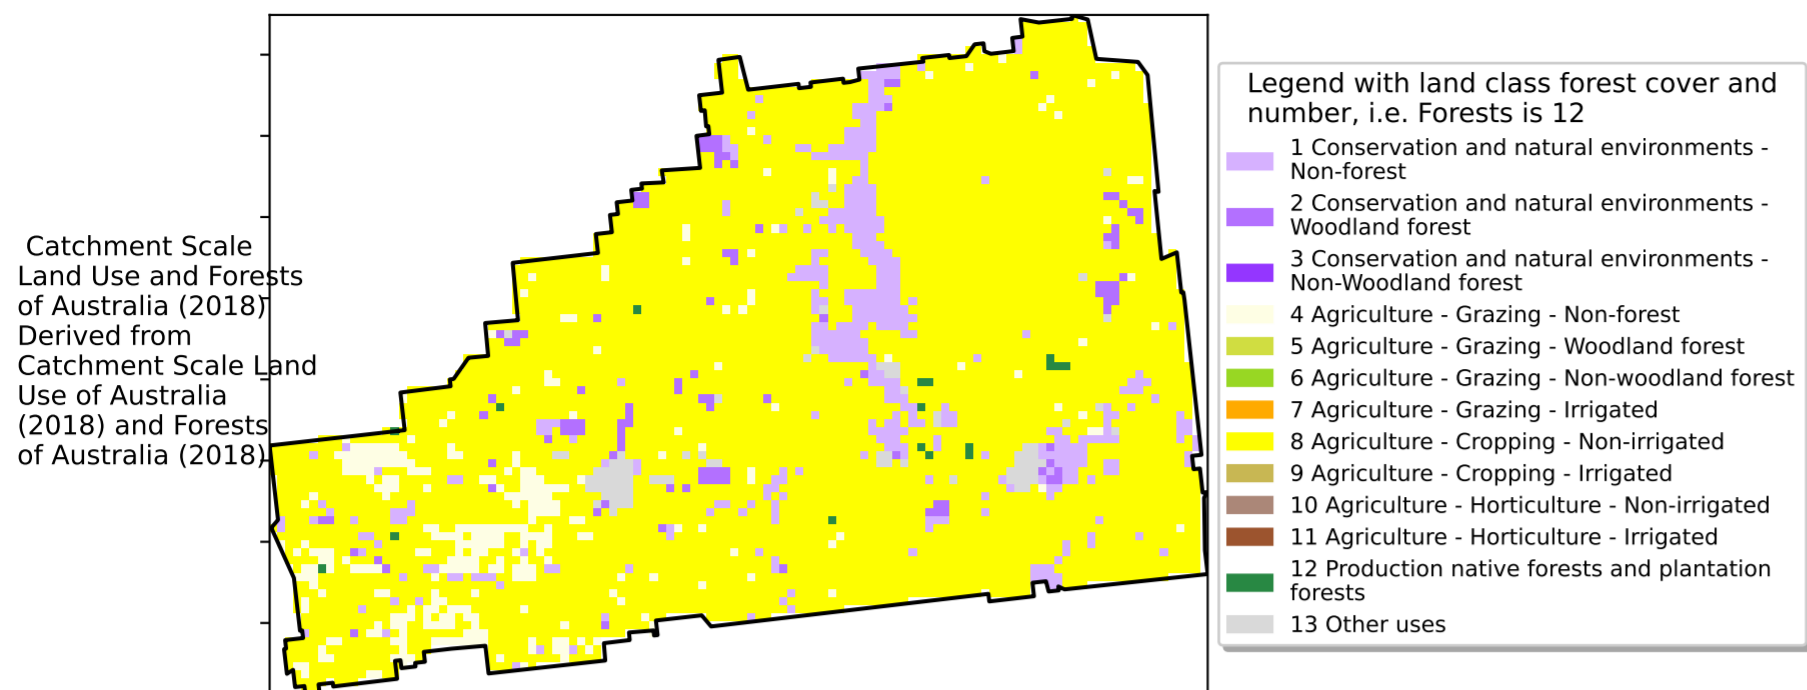 Catchment Scale
Land Use and Forests
of Australia (2018)
Derived from
Catchment Scale Land
Use of Australia
(2018) and Forests
of Australia (2018)
Legend with land class forest cover and
number, i.e. Forests is 12
1 Conservation and natural environments -
Non-forest
2 Conservation and natural environments -
Woodland forest
3 Conservation and natural environments -
Non-Woodland forest
4 Agriculture - Grazing - Non-forest
5 Agriculture - Grazing - Woodland forest
6 Agriculture - Grazing - Non-woodland forest
7 Agriculture - Grazing - Irrigated
8 Agriculture - Cropping - Non-irrigated
9 Agriculture - Cropping - Irrigated
10 Agriculture - Horticulture - Non-irrigated
11 Agriculture - Horticulture - Irrigated
12 Production native forests and plantation
forests
13 Other uses